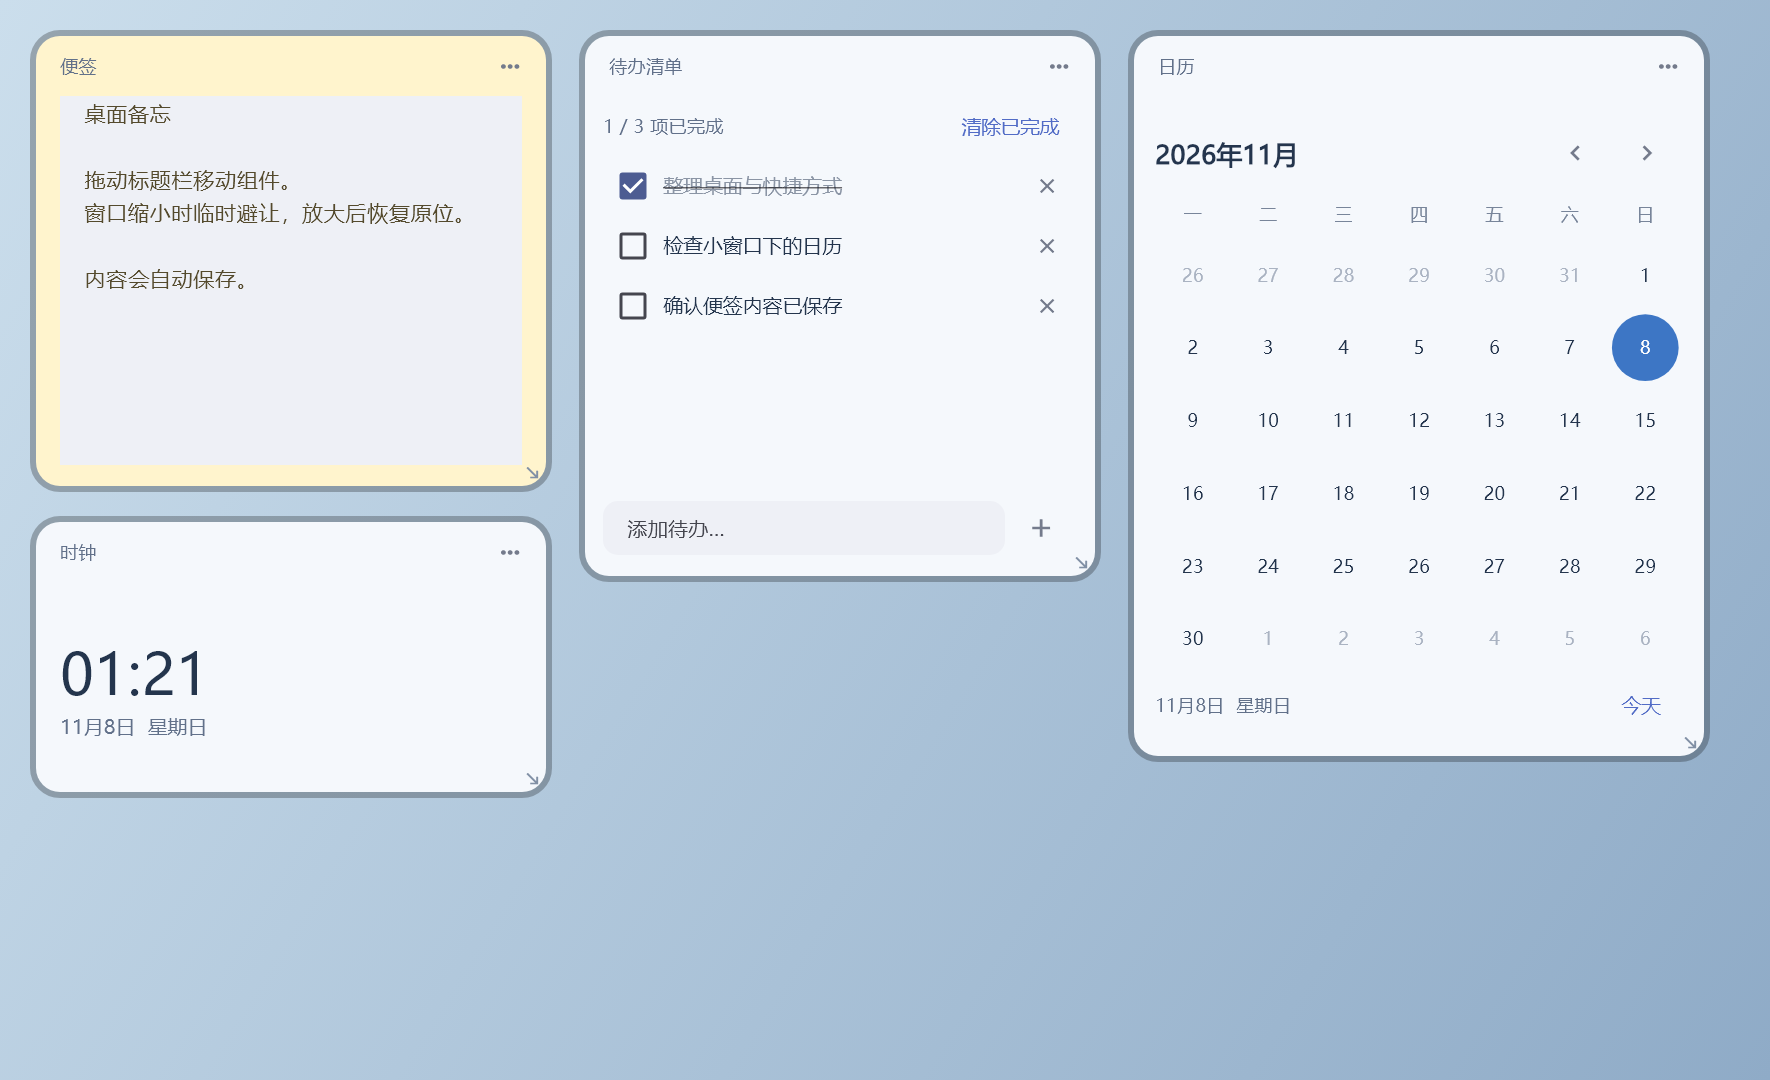 便签
桌面备忘
拖动标题栏移动组件。
窗口缩小时临时避让，放大后恢复原位。
内容会自动保存。
时钟
01:21
11月8日 星期日
待办清单
1 / 3 项已完成 清除已完成
整理桌面与快捷方式
检查小窗口下的日历
确认便签内容已保存
添加待办...
日历
2026年11月
一 二 三 四 五 六 日
26 27 28 29 30 31 1
2 3 4 5 6 7 8
9 10 11 12 13 14 15
16 17 18 19 20 21 22
23 24 25 26 27 28 29
30 1 2 3 4 5 6
11月8日 星期日 今天